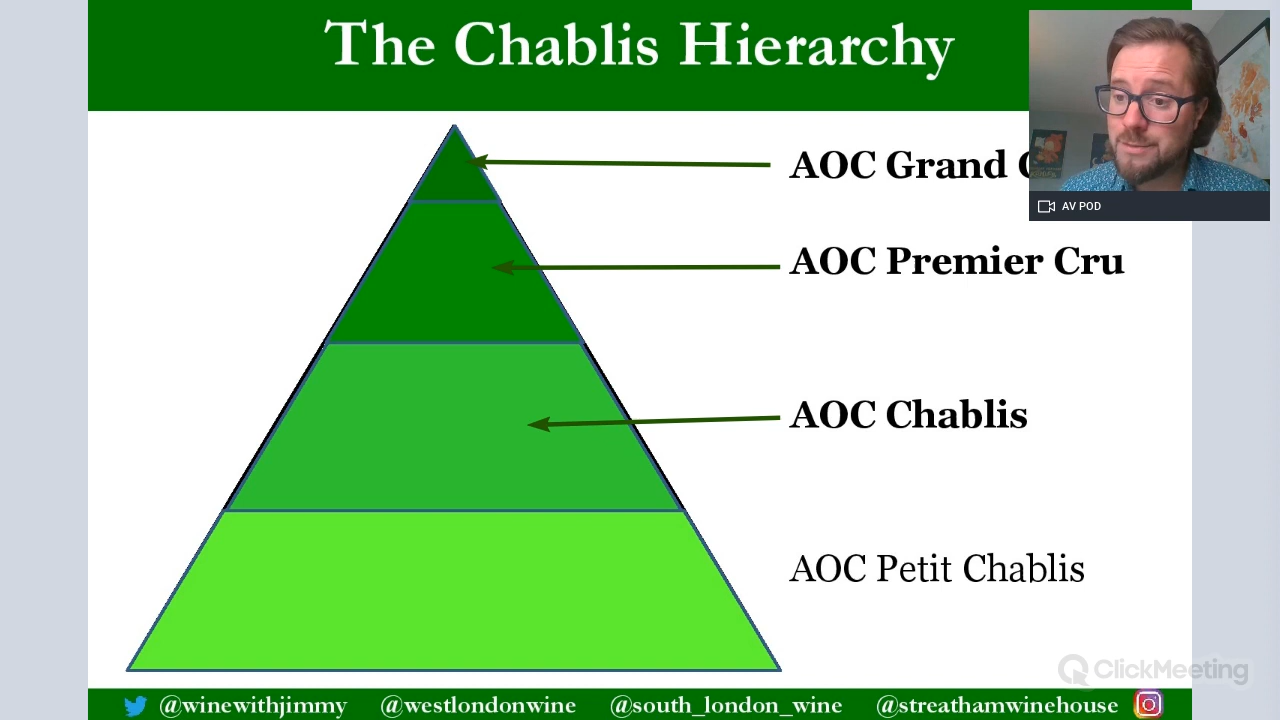 The Chablis Hierarchy
AOC Grand
AV POD
AOC Premier Cru
AOC Chablis
AOC Petit Chablis
ClickMeeting
@winewithjimmy @westlondonwine @south_london_wine @streathamwinehouse